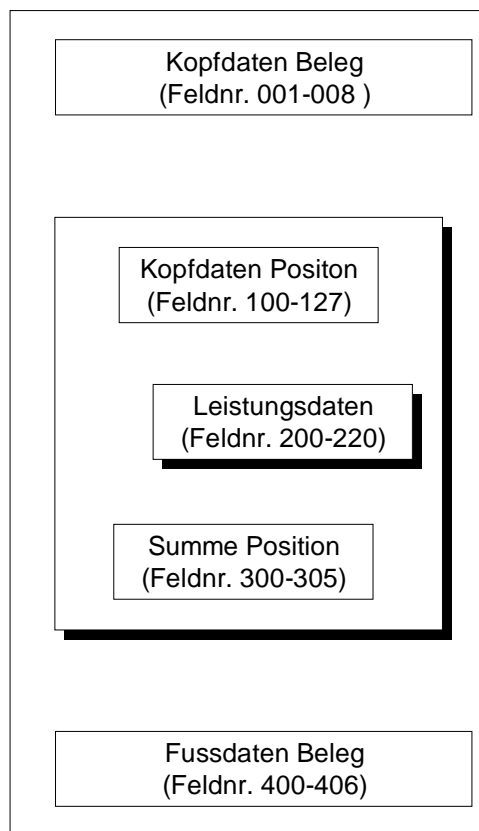 Kopfdaten Beleg
(Feldnr. 001-008 )
Kopfdaten Positon
(Feldnr. 100-127)
Leistungsdaten
(Feldnr. 200-220)
Summe Position
(Feldnr. 300-305)
Fussdaten Beleg
(Feldnr. 400-406)